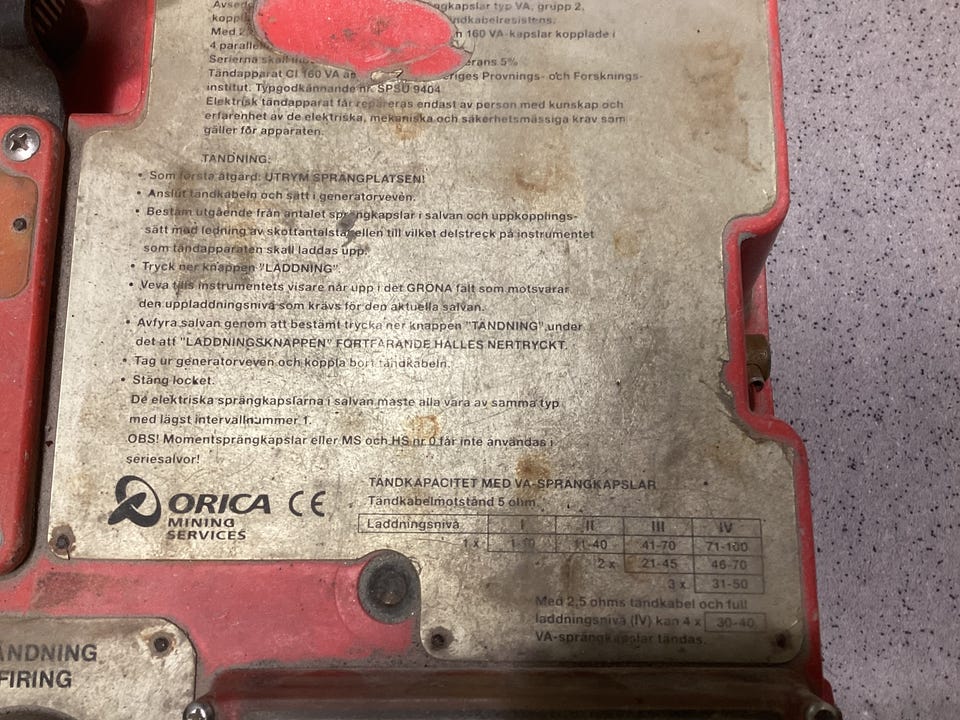 kapslar typ VA, grupp 2,
ndkabelresistens.
Med 2 160 VA-kapslar kopplade i
4 parallel
Serierna skall erans 5%
Tändapparat CI 160 VA riges Provnings- och Forsknings-
institut. Typgodkännande nr. SPSU 9404
Elektrisk tändapparat får repareras endast av person med kunskap och
erfarenhet av de elektriska, mekaniska och säkerhetsmässiga krav som
gäller för apparaten.
TÄNDNING:
• Som första åtgärd: UTRYM SPRÄNGPLATSEN!
• Anslut tändkabeln och sätt i generatorveven.
• Bestäm utgående från antalet sprängkapslar i salvan och uppkopplings-
sätt med ledning av skottantalstabellen till vilket delstreck på instrumentet
som tändapparaten skall laddas upp.
• Tryck ner knappen "LADDNING".
• Veva tills instrumentets visare når upp i det GRÖNA fält som motsvarar
den uppladdningsnivå som krävs för den aktuella salvan.
• Avfyra salvan genom att bestämt trycka ner knappen "TÄNDNING" under
det att "LADDNINGSKNAPPEN" FORTFARANDE HÅLLES NERTRYCKT.
• Tag ur generatorveven och koppla bort tändkabeln.
• Stäng locket.
De elektriska sprängkapslarna i salvan måste alla vara av samma typ
med lägst intervallnummer 1.
OBS! Momentsprängkapslar eller MS och HS nr 0 får inte användas i
seriesalvor!
ORICA CE
MINING
SERVICES
TÄNDKAPACITET MED VA-SPRÄNGKAPSLAR
Tändkabelmotstånd 5 ohm.
Laddningsnivå I II III IV
1 x 1-10 11-40 41-70 71-100
2 x 21-45 46-70
3 x 31-50
Med 2,5 ohms tändkabel och full
laddningsnivå (IV) kan 4 x 30-40
VA-sprängkapslar tändas.
ÄNDNING
FIRING